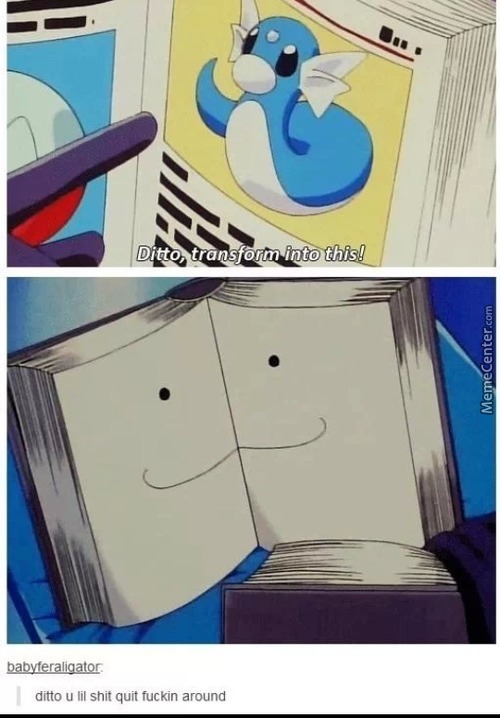 Ditto, transform into this!
MemeCenter.com
babyferaligator:
ditto u lil shit quit fuckin around